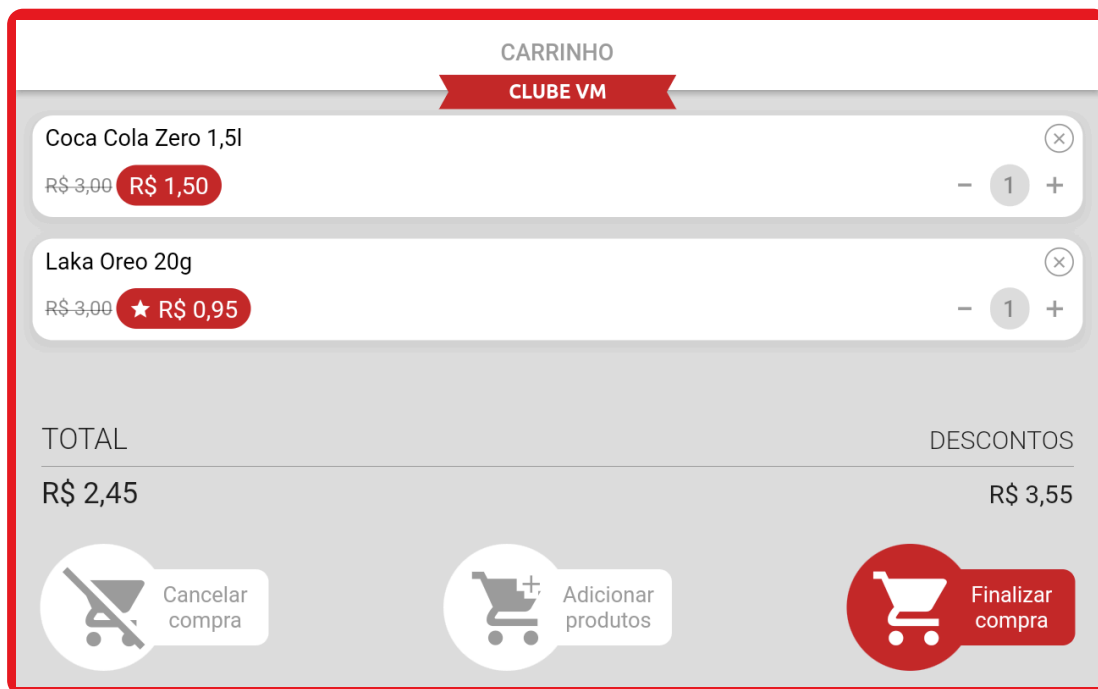 CARRINHO
CLUBE VM
Coca Cola Zero 1,5l
R$ 3,00 R$ 1,50
− 1 +
Laka Oreo 20g
R$ 3,00 ★ R$ 0,95
− 1 +
TOTAL
DESCONTOS
R$ 2,45
R$ 3,55
Cancelar
compra
Adicionar
produtos
Finalizar
compra